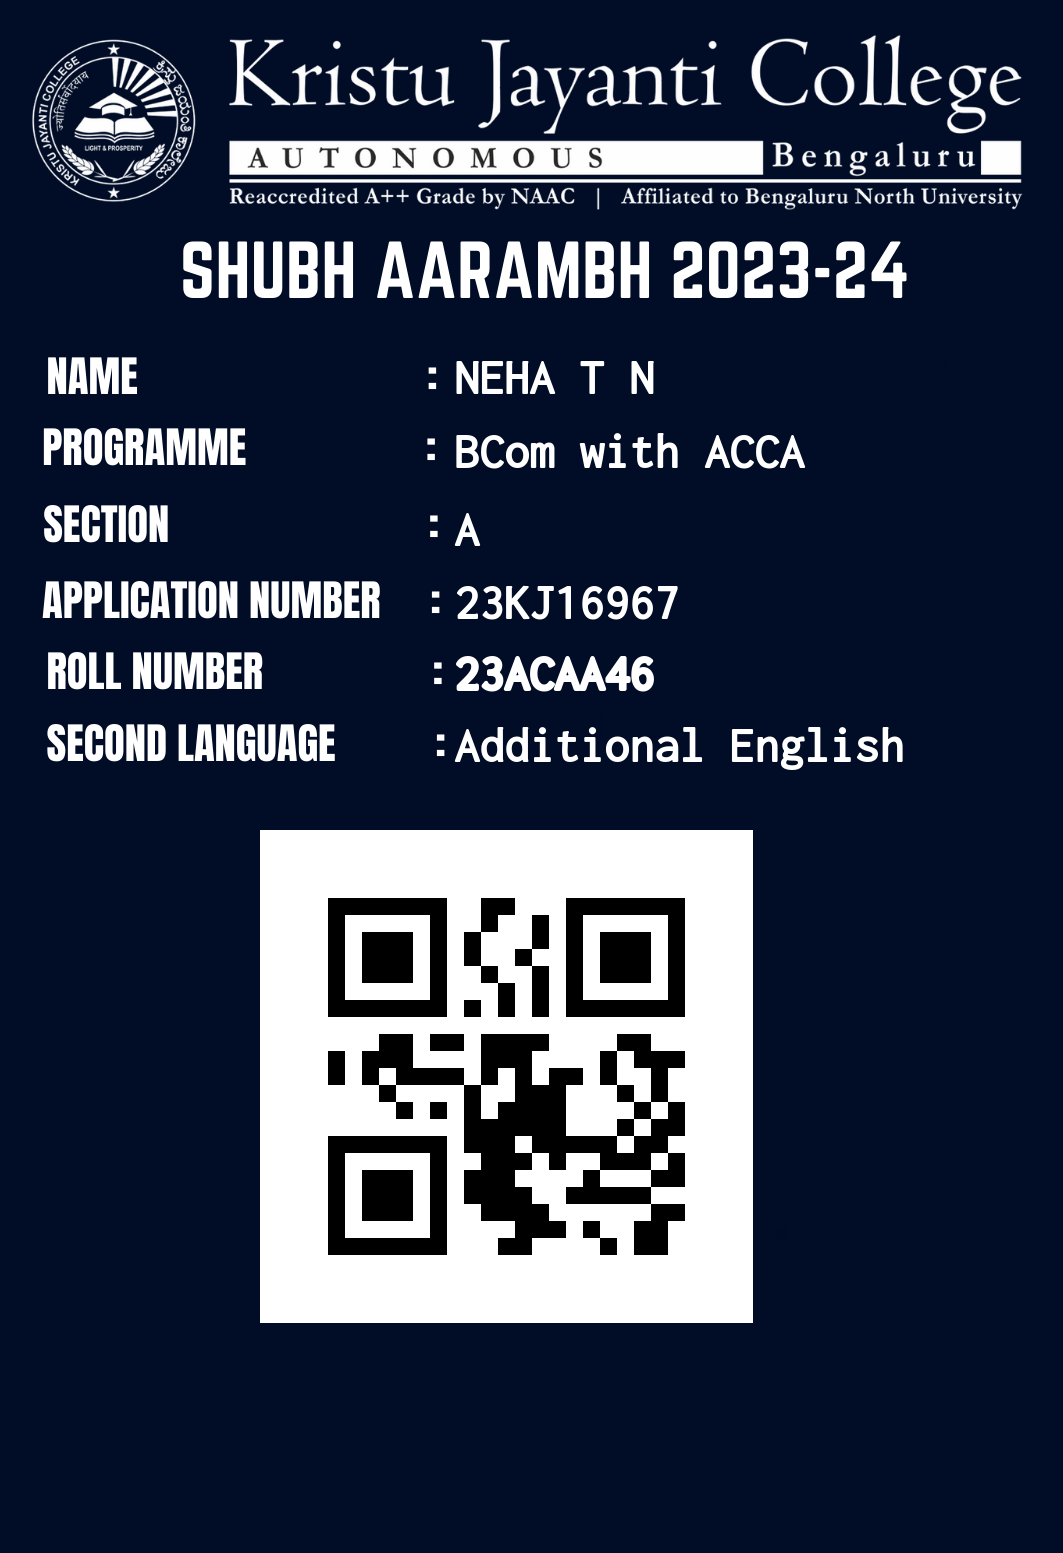 KRISTU JAYANTI COLLEGE
ಕ್ರಿಸ್ತು ಜಯಂತಿ ಕಾಲೇಜು
LIGHT & PROSPERITY
Kristu Jayanti College
AUTONOMOUS Bengaluru
Reaccredited A++ Grade by NAAC | Affiliated to Bengaluru North University
SHUBH AARAMBH 2023-24
NAME : NEHA T N
PROGRAMME : BCom with ACCA
SECTION : A
APPLICATION NUMBER : 23KJ16967
ROLL NUMBER : 23ACAA46
SECOND LANGUAGE : Additional English